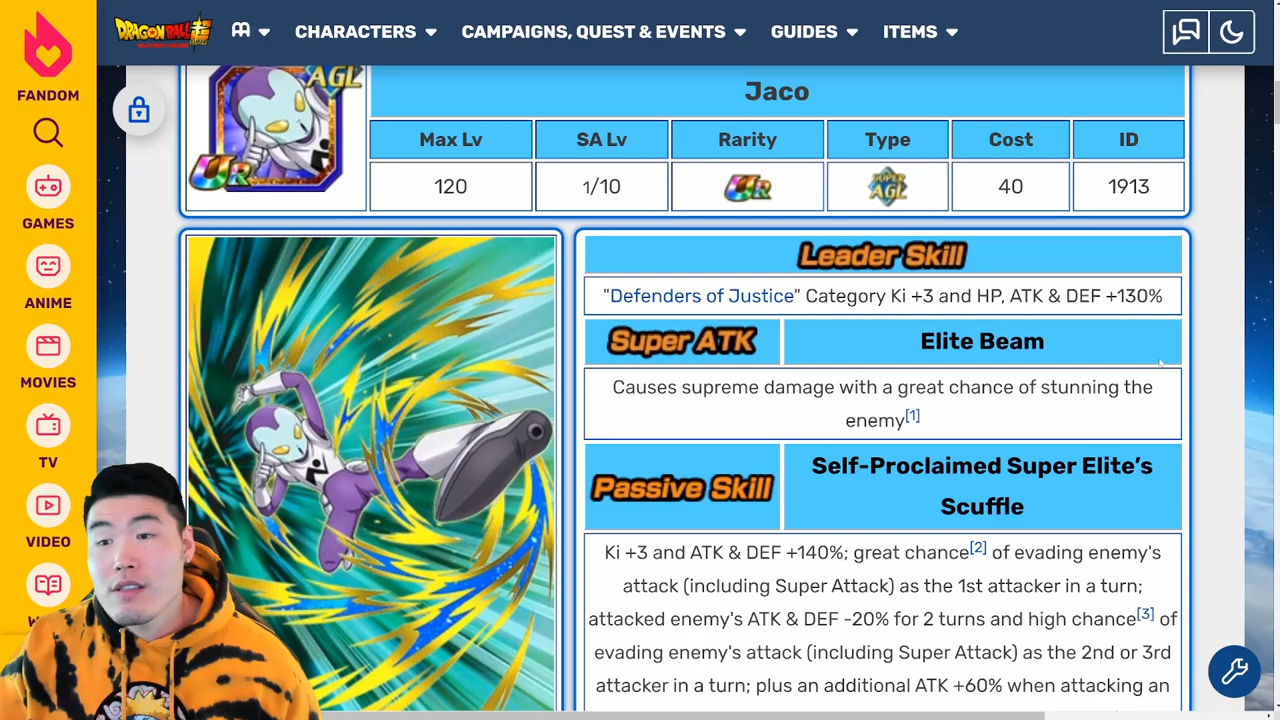 DRAGON BALL
CHARACTERS
CAMPAIGNS, QUEST & EVENTS
GUIDES
ITEMS
FANDOM
GAMES
ANIME
MOVIES
TV
VIDEO
AGL
UR
Jaco
Max Lv SA Lv Rarity Type Cost ID
120 1/10 UR SUPER AGL 40 1913
Leader Skill
"Defenders of Justice" Category Ki +3 and HP, ATK & DEF +130%
Super ATK Elite Beam
Causes supreme damage with a great chance of stunning the
enemy[1]
Passive Skill
Self-Proclaimed Super Elite’s
Scuffle
Ki +3 and ATK & DEF +140%; great chance[2] of evading enemy's
attack (including Super Attack) as the 1st attacker in a turn;
attacked enemy's ATK & DEF -20% for 2 turns and high chance[3] of
evading enemy's attack (including Super Attack) as the 2nd or 3rd
attacker in a turn; plus an additional ATK +60% when attacking an